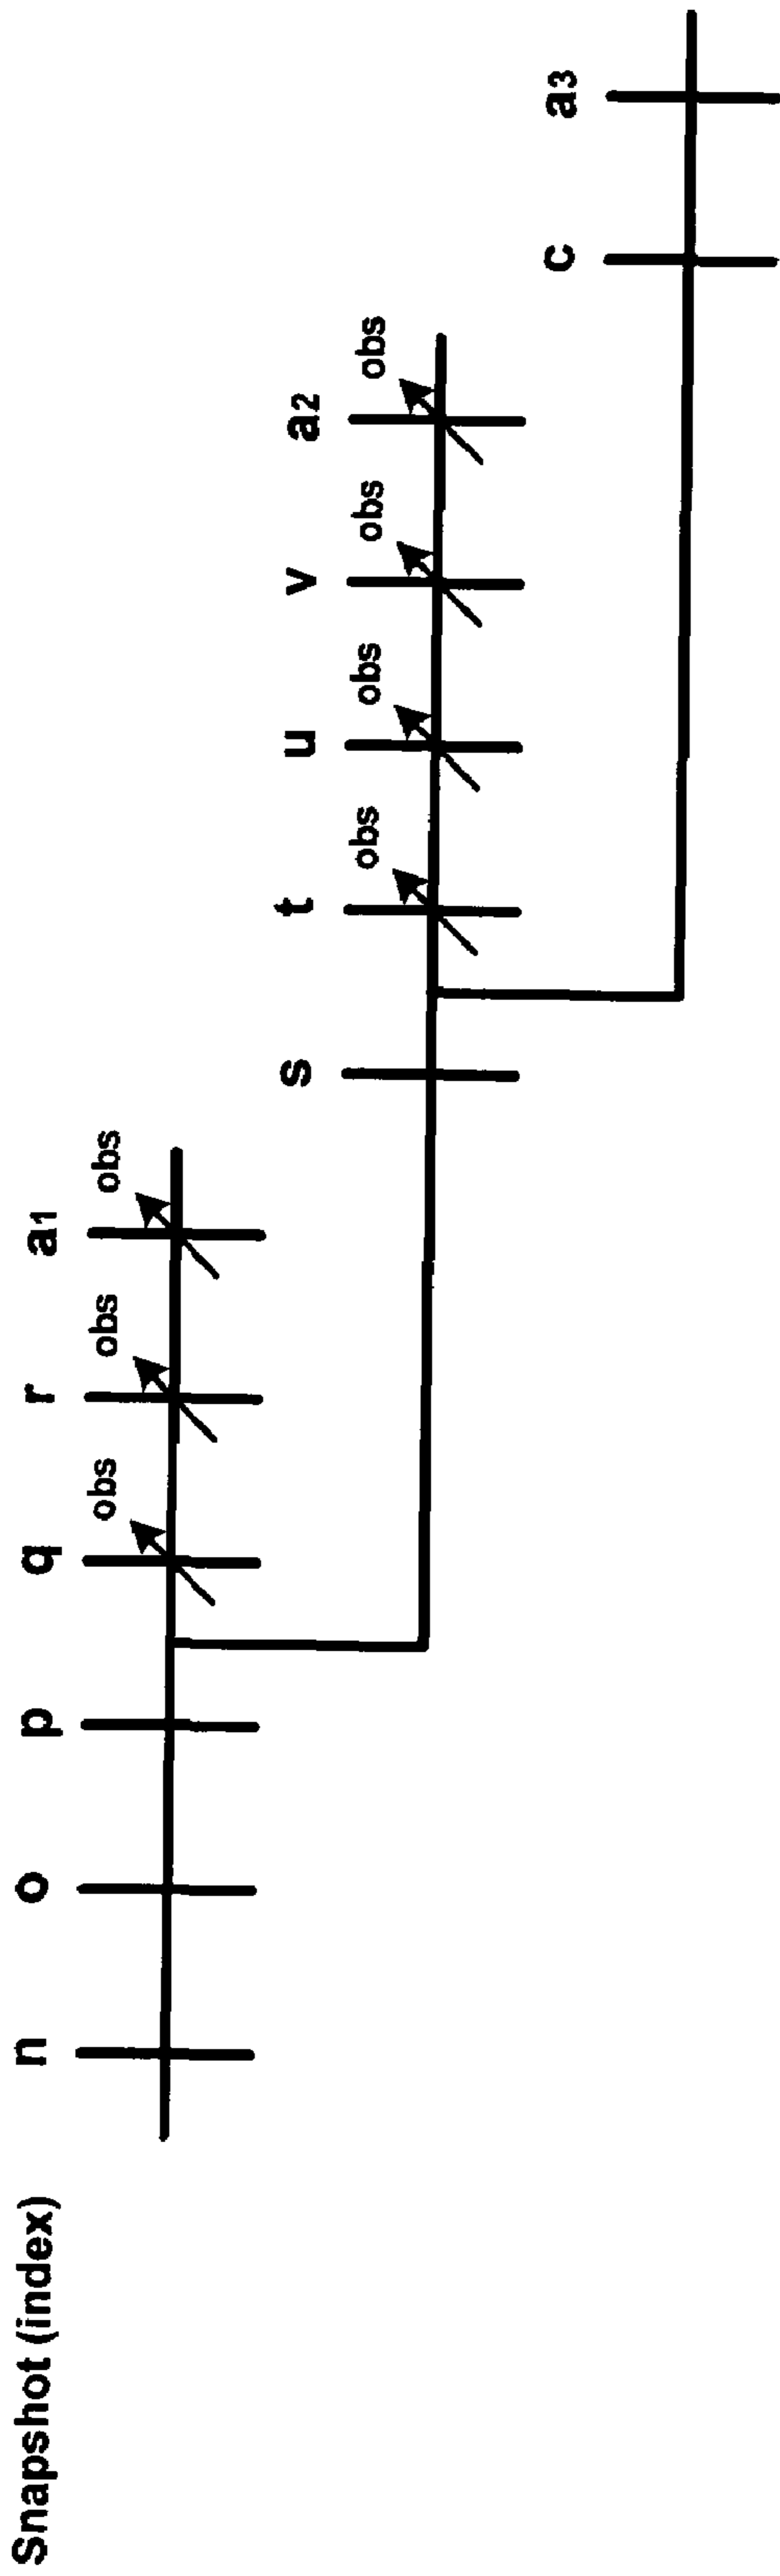 Snapshot (index) n o p q r a1
obs obs obs
s t u v a2
obs obs obs obs
c a3